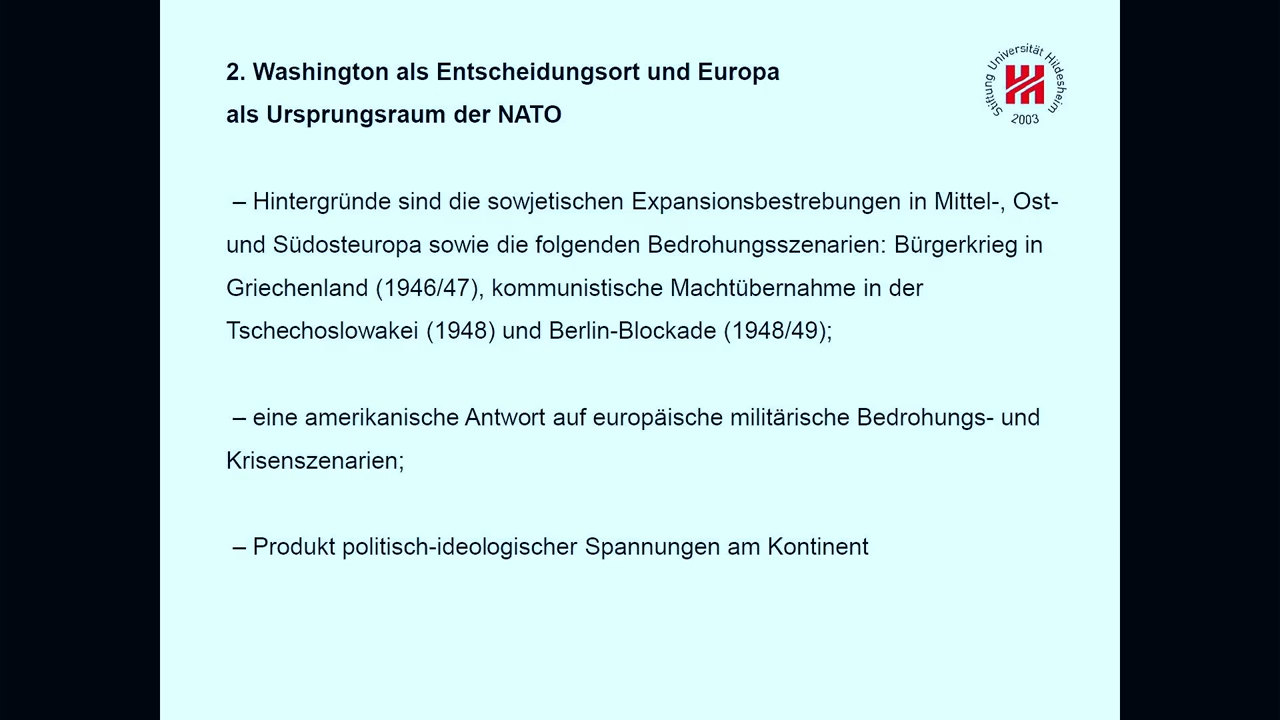 2. Washington als Entscheidungsort und Europa
als Ursprungsraum der NATO
Stiftung Universität Hildesheim
2003
– Hintergründe sind die sowjetischen Expansionsbestrebungen in Mittel-, Ost-
und Südosteuropa sowie die folgenden Bedrohungsszenarien: Bürgerkrieg in
Griechenland (1946/47), kommunistische Machtübernahme in der
Tschechoslowakei (1948) und Berlin-Blockade (1948/49);
– eine amerikanische Antwort auf europäische militärische Bedrohungs- und
Krisenszenarien;
– Produkt politisch-ideologischer Spannungen am Kontinent